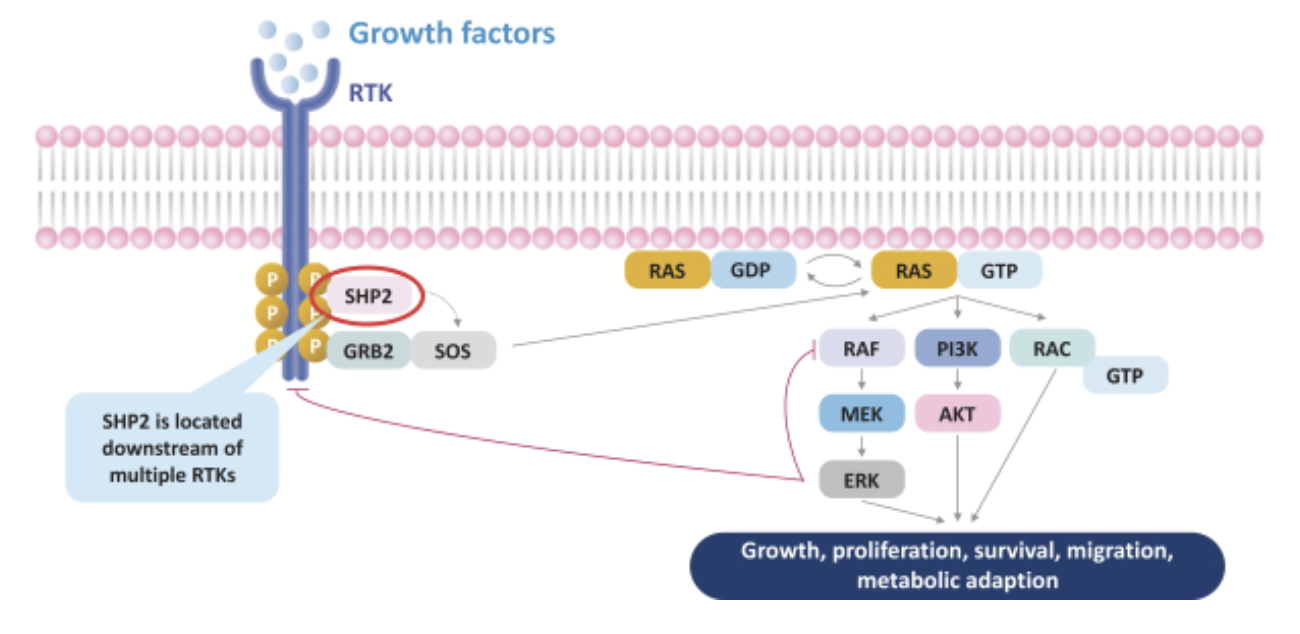 Growth factors
RTK
RAS GDP RAS GTP
P P SHP2
P P
P P GRB2 SOS
RAF PI3K RAC
GTP
MEK AKT
ERK
SHP2 is located
downstream of
multiple RTKs
Growth, proliferation, survival, migration,
metabolic adaption